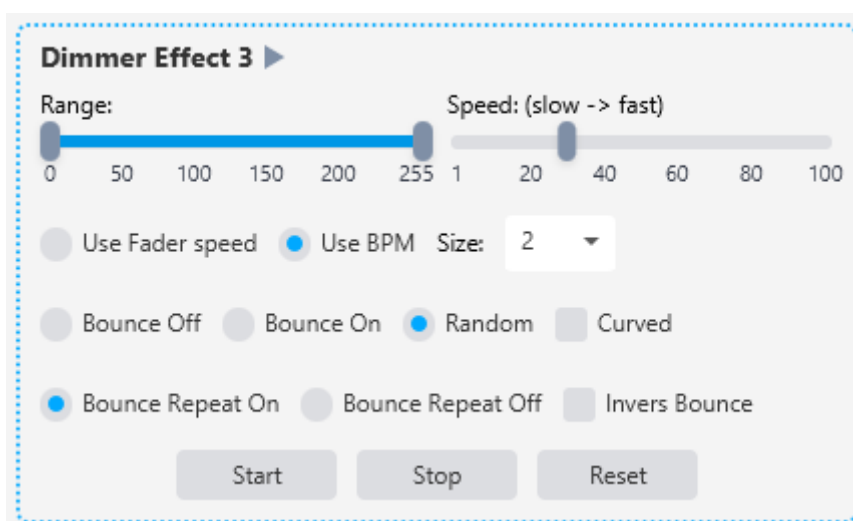 Dimmer Effect 3
Range: Speed: (slow -> fast)
0 50 100 150 200 255 1 20 40 60 80 100
Use Fader speed Use BPM Size: 2
Bounce Off Bounce On Random Curved
Bounce Repeat On Bounce Repeat Off Invers Bounce
Start Stop Reset